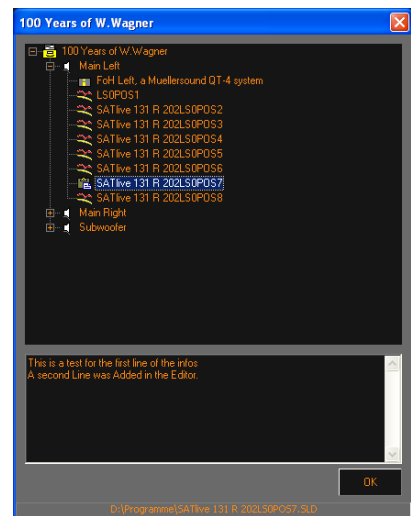 100 Years of W.Wagner
100 Years of W.Wagner
Main Left
FoH Left, a Muellersound QT-4 system
LS0POS1
SATlive 131 R 202LS0POS2
SATlive 131 R 202LS0POS3
SATlive 131 R 202LS0POS4
SATlive 131 R 202LS0POS5
SATlive 131 R 202LS0POS6
SATlive 131 R 202LS0POS7
SATlive 131 R 202LS0POS8
Main Right
Subwoofer
This is a test for the first line of the infos
A second Line was Added in the Editor.
OK
D:\Programme\SATlive 131 R 202LS0POS7.SLD